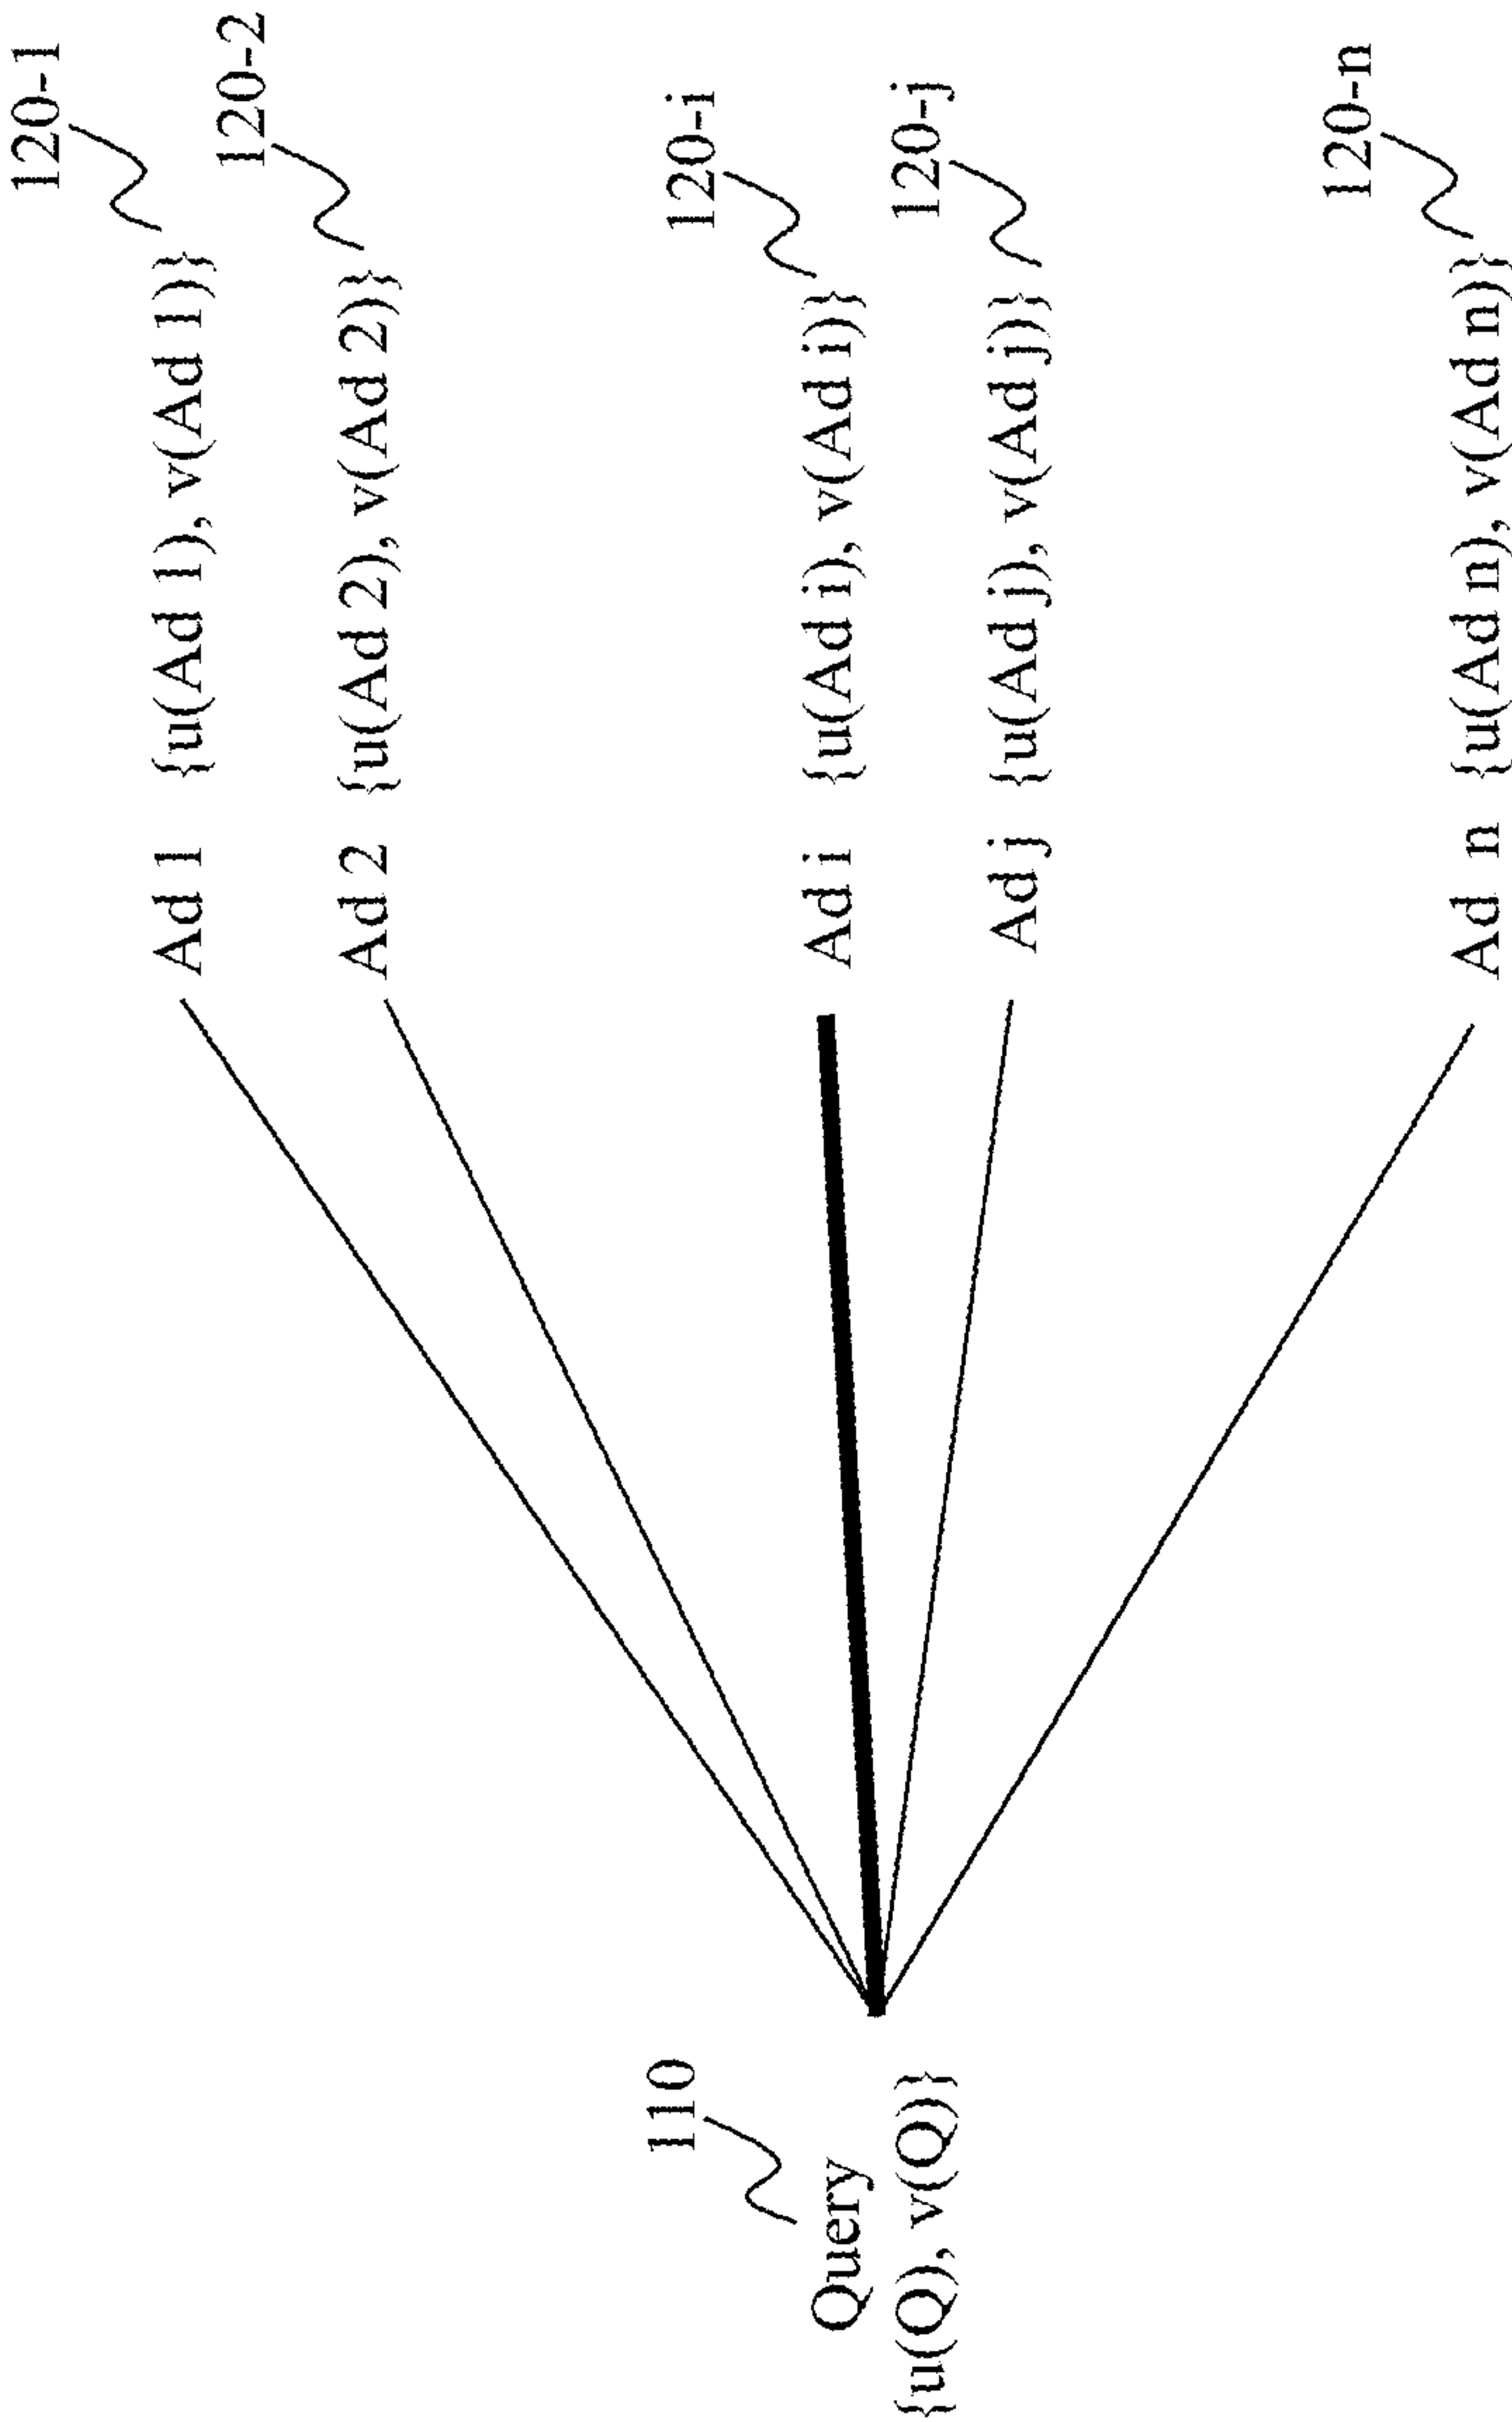 120-1
Ad 1 {u(Ad 1), v(Ad 1)}
120-2
Ad 2 {u(Ad 2), v(Ad 2)}
110
Query
{u(Q), v(Q)}
120-i
Ad i {u(Ad i), v(Ad i)}
120-j
Ad j {u(Ad j), v(Ad j)}
120-n
Ad n {u(Ad n), v(Ad n)}